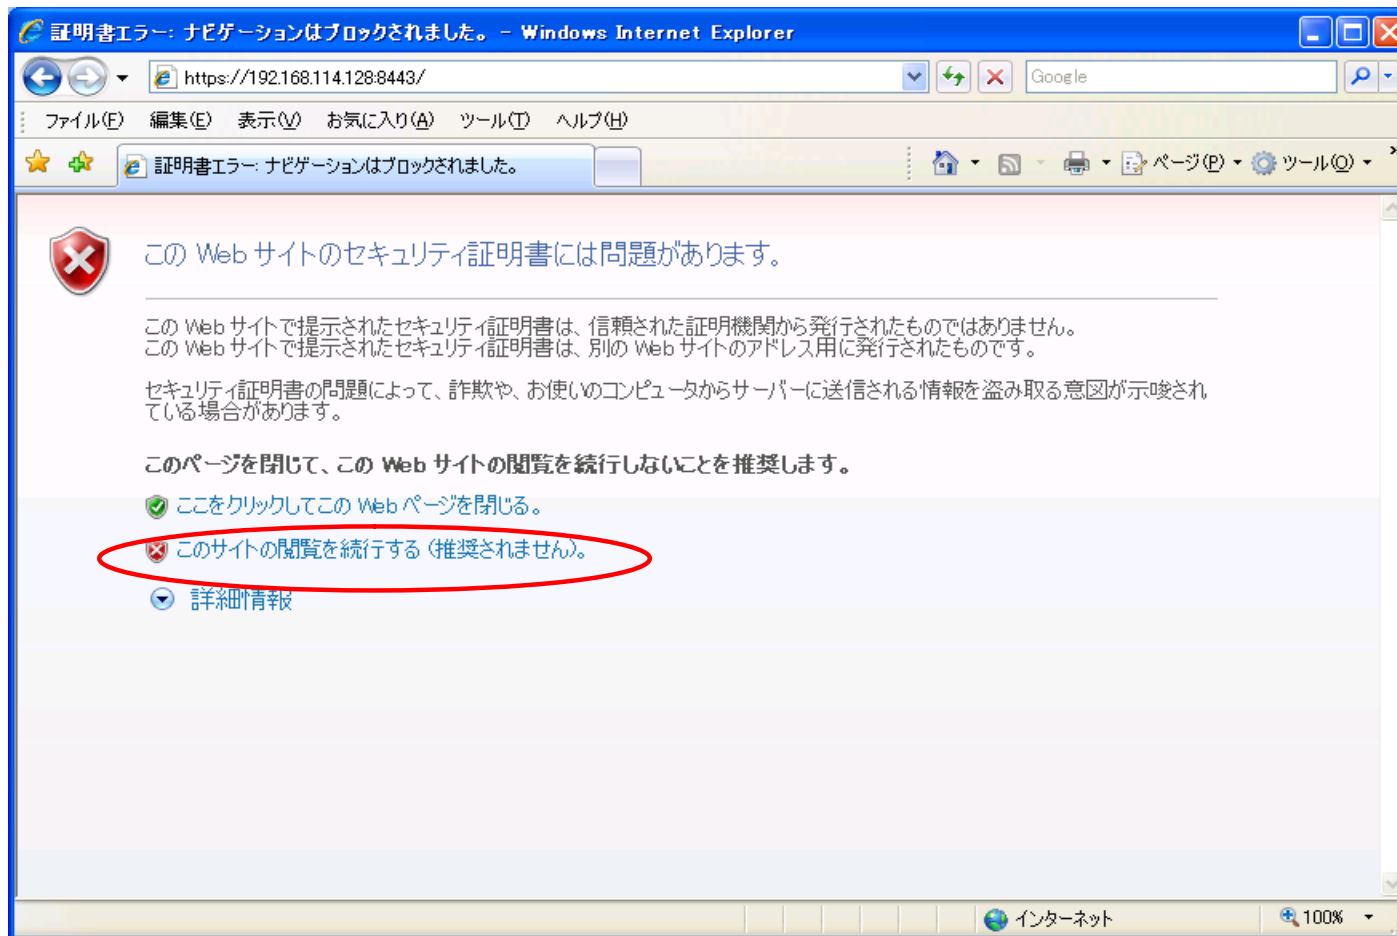 証明書エラー: ナビゲーションはブロックされました。 - Windows Internet Explorer
https://192.168.114.128:8443/
Google
ファイル(F) 編集(E) 表示(V) お気に入り(A) ツール(T) ヘルプ(H)
証明書エラー: ナビゲーションはブロックされました。
ページ(P) ツール(O)
この Web サイトのセキュリティ証明書には問題があります。
この Web サイトで提示されたセキュリティ証明書は、信頼された証明機関から発行されたものではありません。
この Web サイトで提示されたセキュリティ証明書は、別の Web サイトのアドレス用に発行されたものです。
セキュリティ証明書の問題によって、詐欺や、お使いのコンピュータからサーバーに送信される情報を盗み取る意図が示唆され
ている場合があります。
このページを閉じて、この Web サイトの閲覧を続行しないことを推奨します。
ここをクリックしてこの Web ページを閉じる。
このサイトの閲覧を続行する (推奨されません)。
詳細情報
インターネット
100%